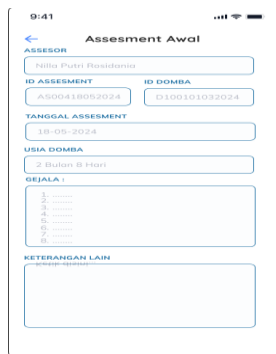 9:41
Assesment Awal
ASSESOR
Nilla Putri Rosidania
ID ASSESMENT
ID DOMBA
AS00418052024
D100101032024
TANGGAL ASSESMENT
18-05-2024
USIA DOMBA
2 Bulan 8 Hari
GEJALA :
1. ........
2. ........
3. ........
4. ........
5. ........
6. ........
7. ........
8. ........
KETERANGAN LAIN